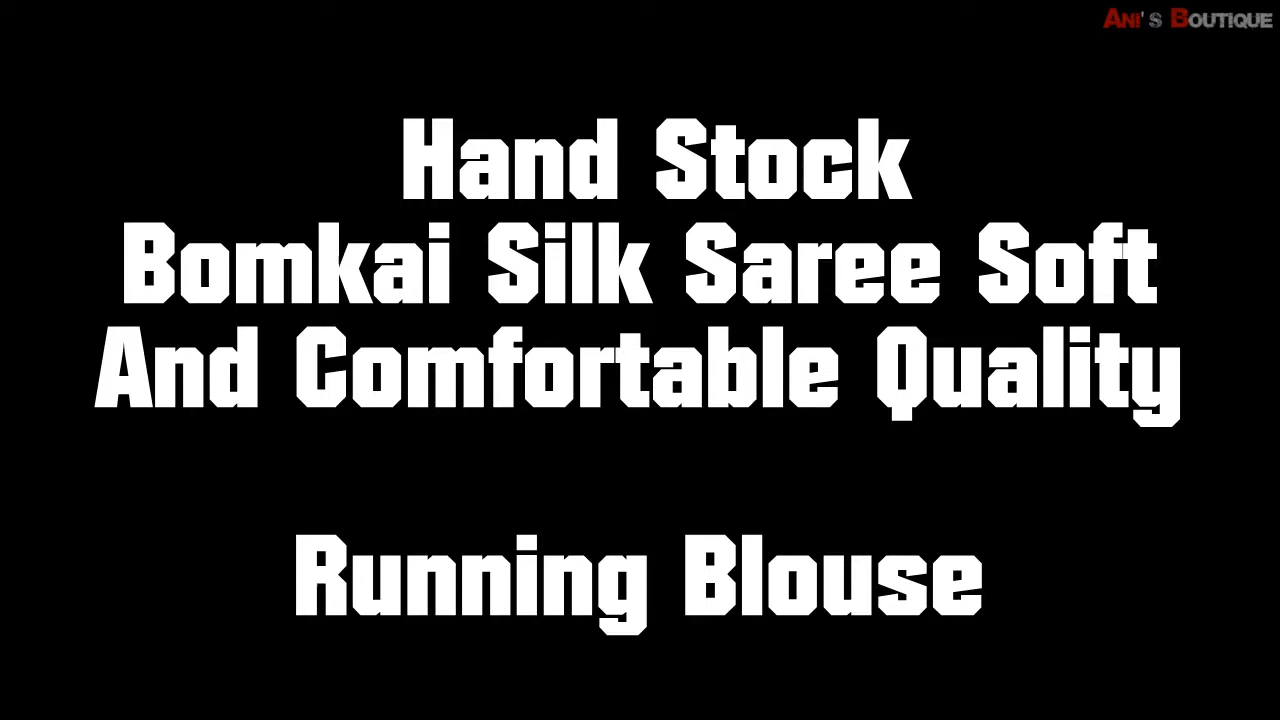 Ani's Boutique
Hand Stock
Bomkai Silk Saree Soft
And Comfortable Quality
Running Blouse